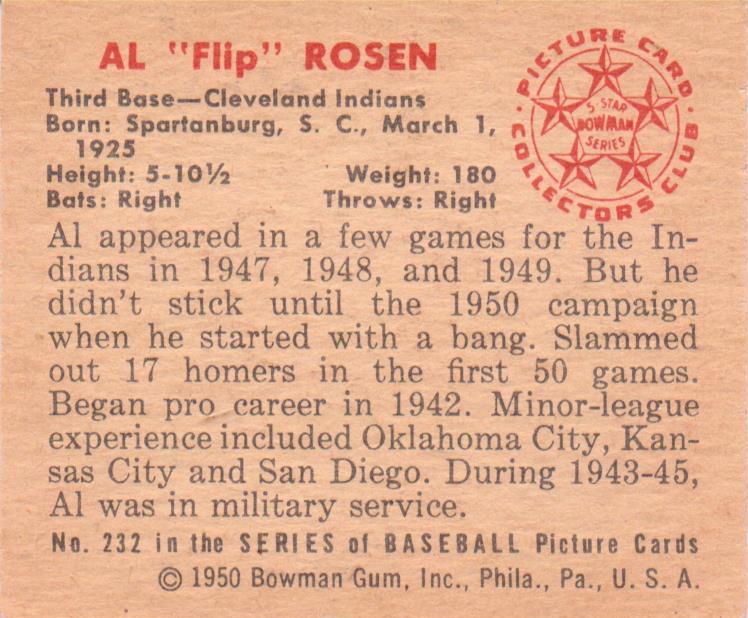 AL "Flip" ROSEN
Third Base—Cleveland Indians
Born: Spartanburg, S. C., March 1,
1925
Height: 5-10½ Weight: 180
Bats: Right Throws: Right
PICTURE CARD
COLLECTORS CLUB
5-STAR
BOWMAN
SERIES
Al appeared in a few games for the In-
dians in 1947, 1948, and 1949. But he
didn't stick until the 1950 campaign
when he started with a bang. Slammed
out 17 homers in the first 50 games.
Began pro career in 1942. Minor-league
experience included Oklahoma City, Kan-
sas City and San Diego. During 1943-45,
Al was in military service.
No. 232 in the SERIES of BASEBALL Picture Cards
© 1950 Bowman Gum, Inc., Phila., Pa., U. S. A.